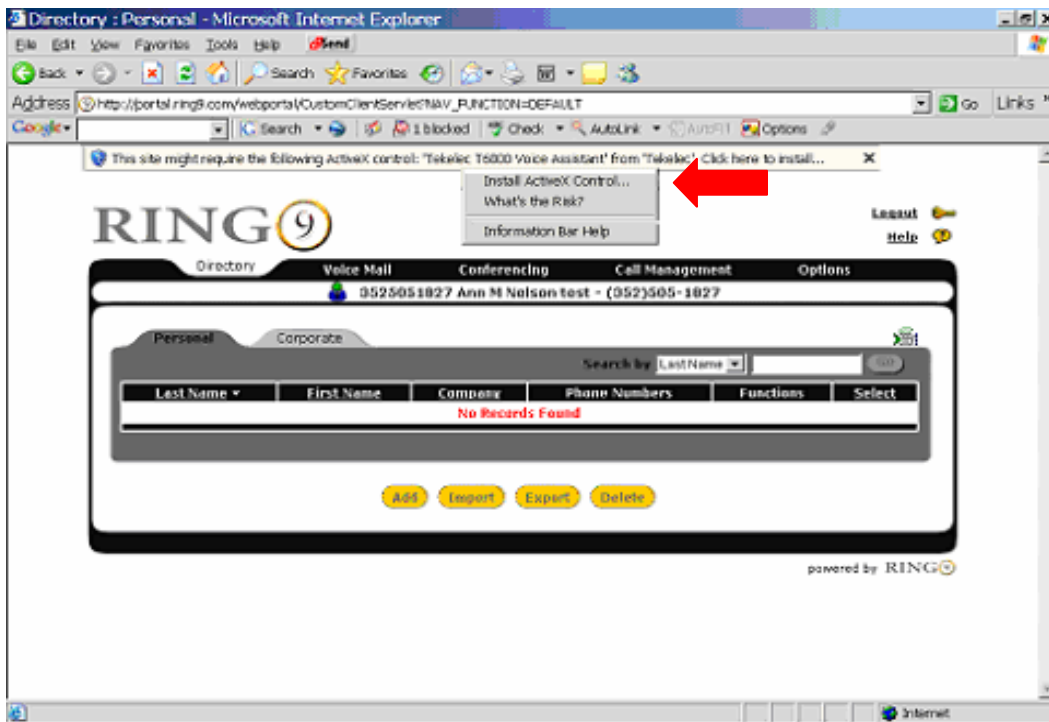 Directory : Personal - Microsoft Internet Explorer
File Edit View Favorites Tools Help Send
Back Search Favorites
Address http://portal.ring9.com/webportal/CustomClientServlet?NAV_FUNCTION=DEFAULT Go Links »
Google Search 1 blocked Check AutoLink AutoFill Options
This site might require the following ActiveX control: 'Tekelec T6000 Voice Assistant' from 'Tekelec'. Click here to install...
Install ActiveX Control...
What's the Risk?
Information Bar Help
RING9
Logout
Help
Directory Voice Mail Conferencing Call Management Options
3525051827 Ann M Nelson test - (352)505-1827
Personal Corporate
Search by Last Name GO
Last Name First Name Company Phone Numbers Functions Select
No Records Found
Add Import Export Delete
powered by RING9
Internet